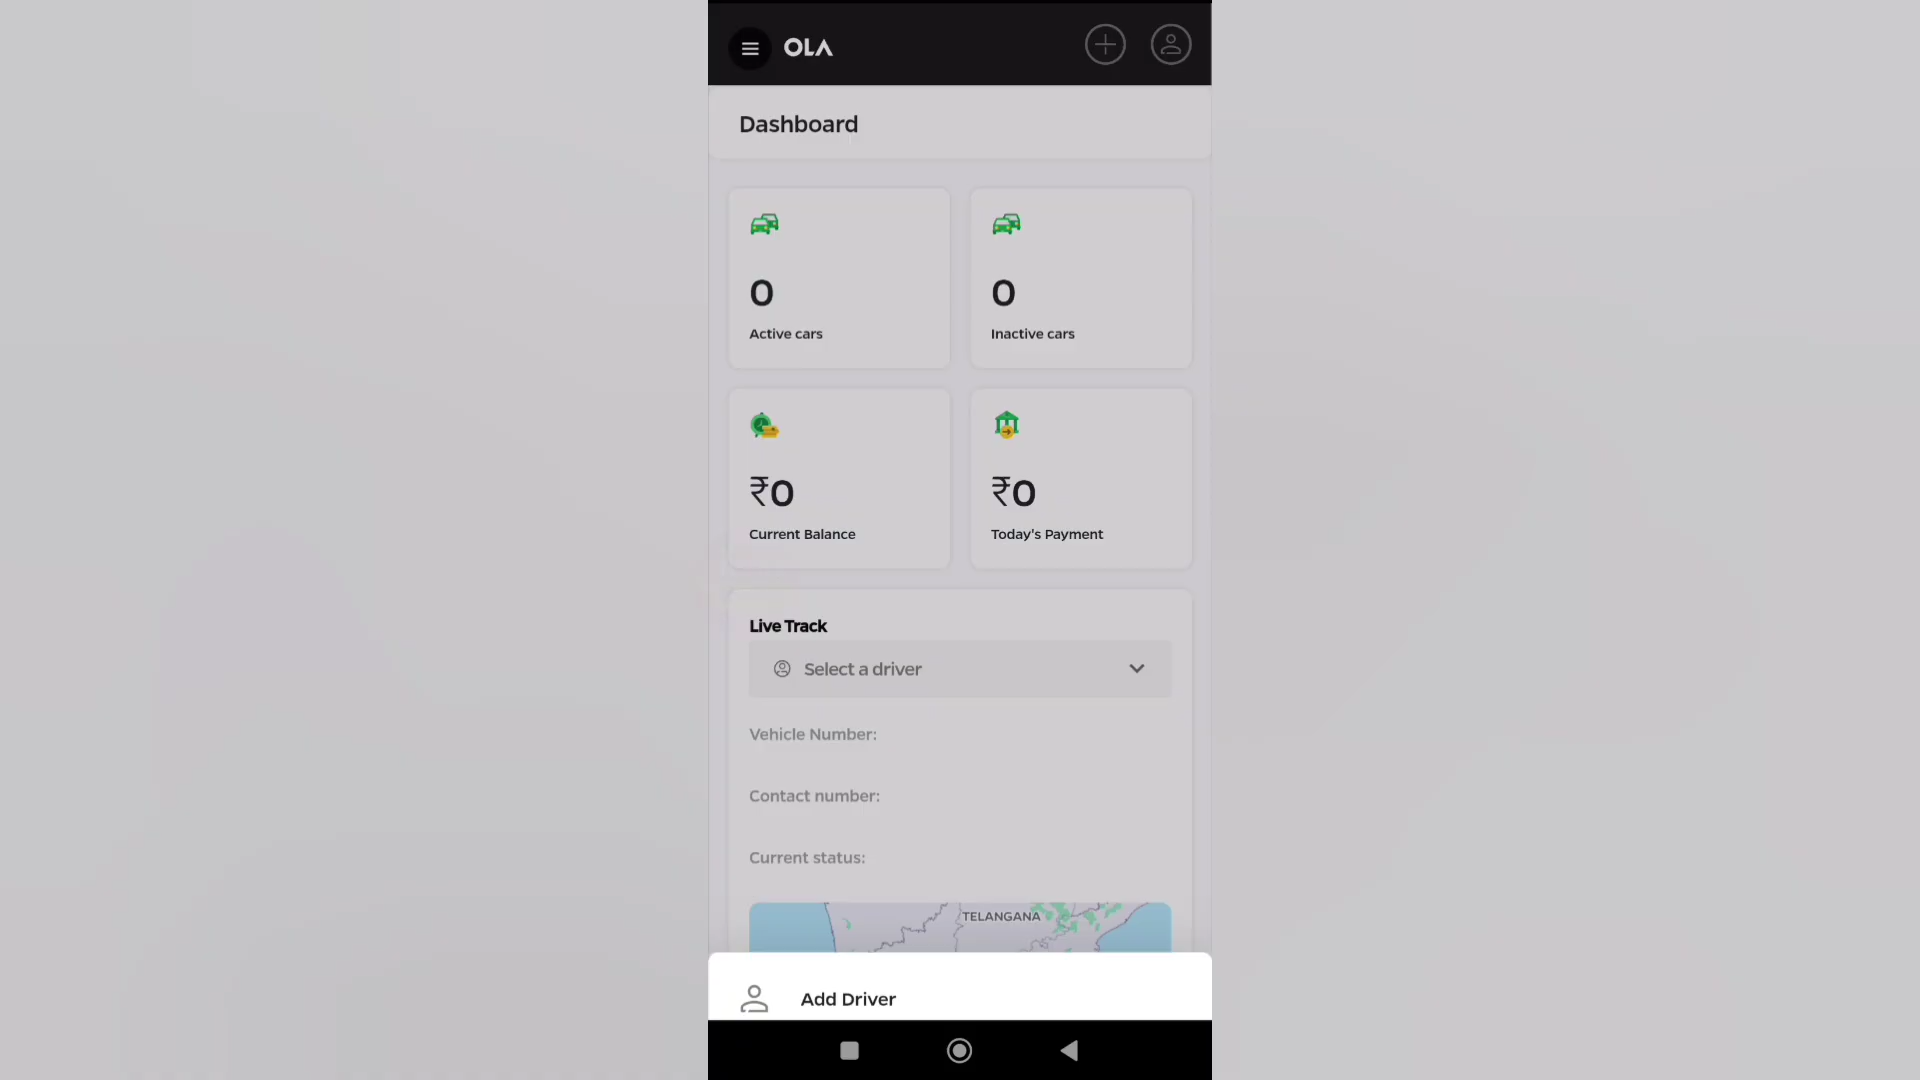 OLA
Dashboard
0
Active cars
0
Inactive cars
₹0
Current Balance
₹0
Today's Payment
Live Track
Select a driver
Vehicle Number:
Contact number:
Current status:
TELANGANA
Add Driver